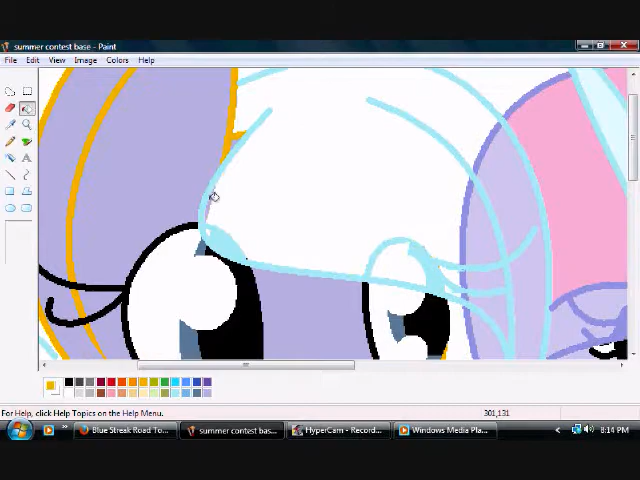 summer contest base - Paint
File Edit View Image Colors Help
For Help, click Help Topics on the Help Menu.
301,131
Blue Streak Road To...
summer contest bas...
HyperCam - Record...
Windows Media Pla...
8:14 PM